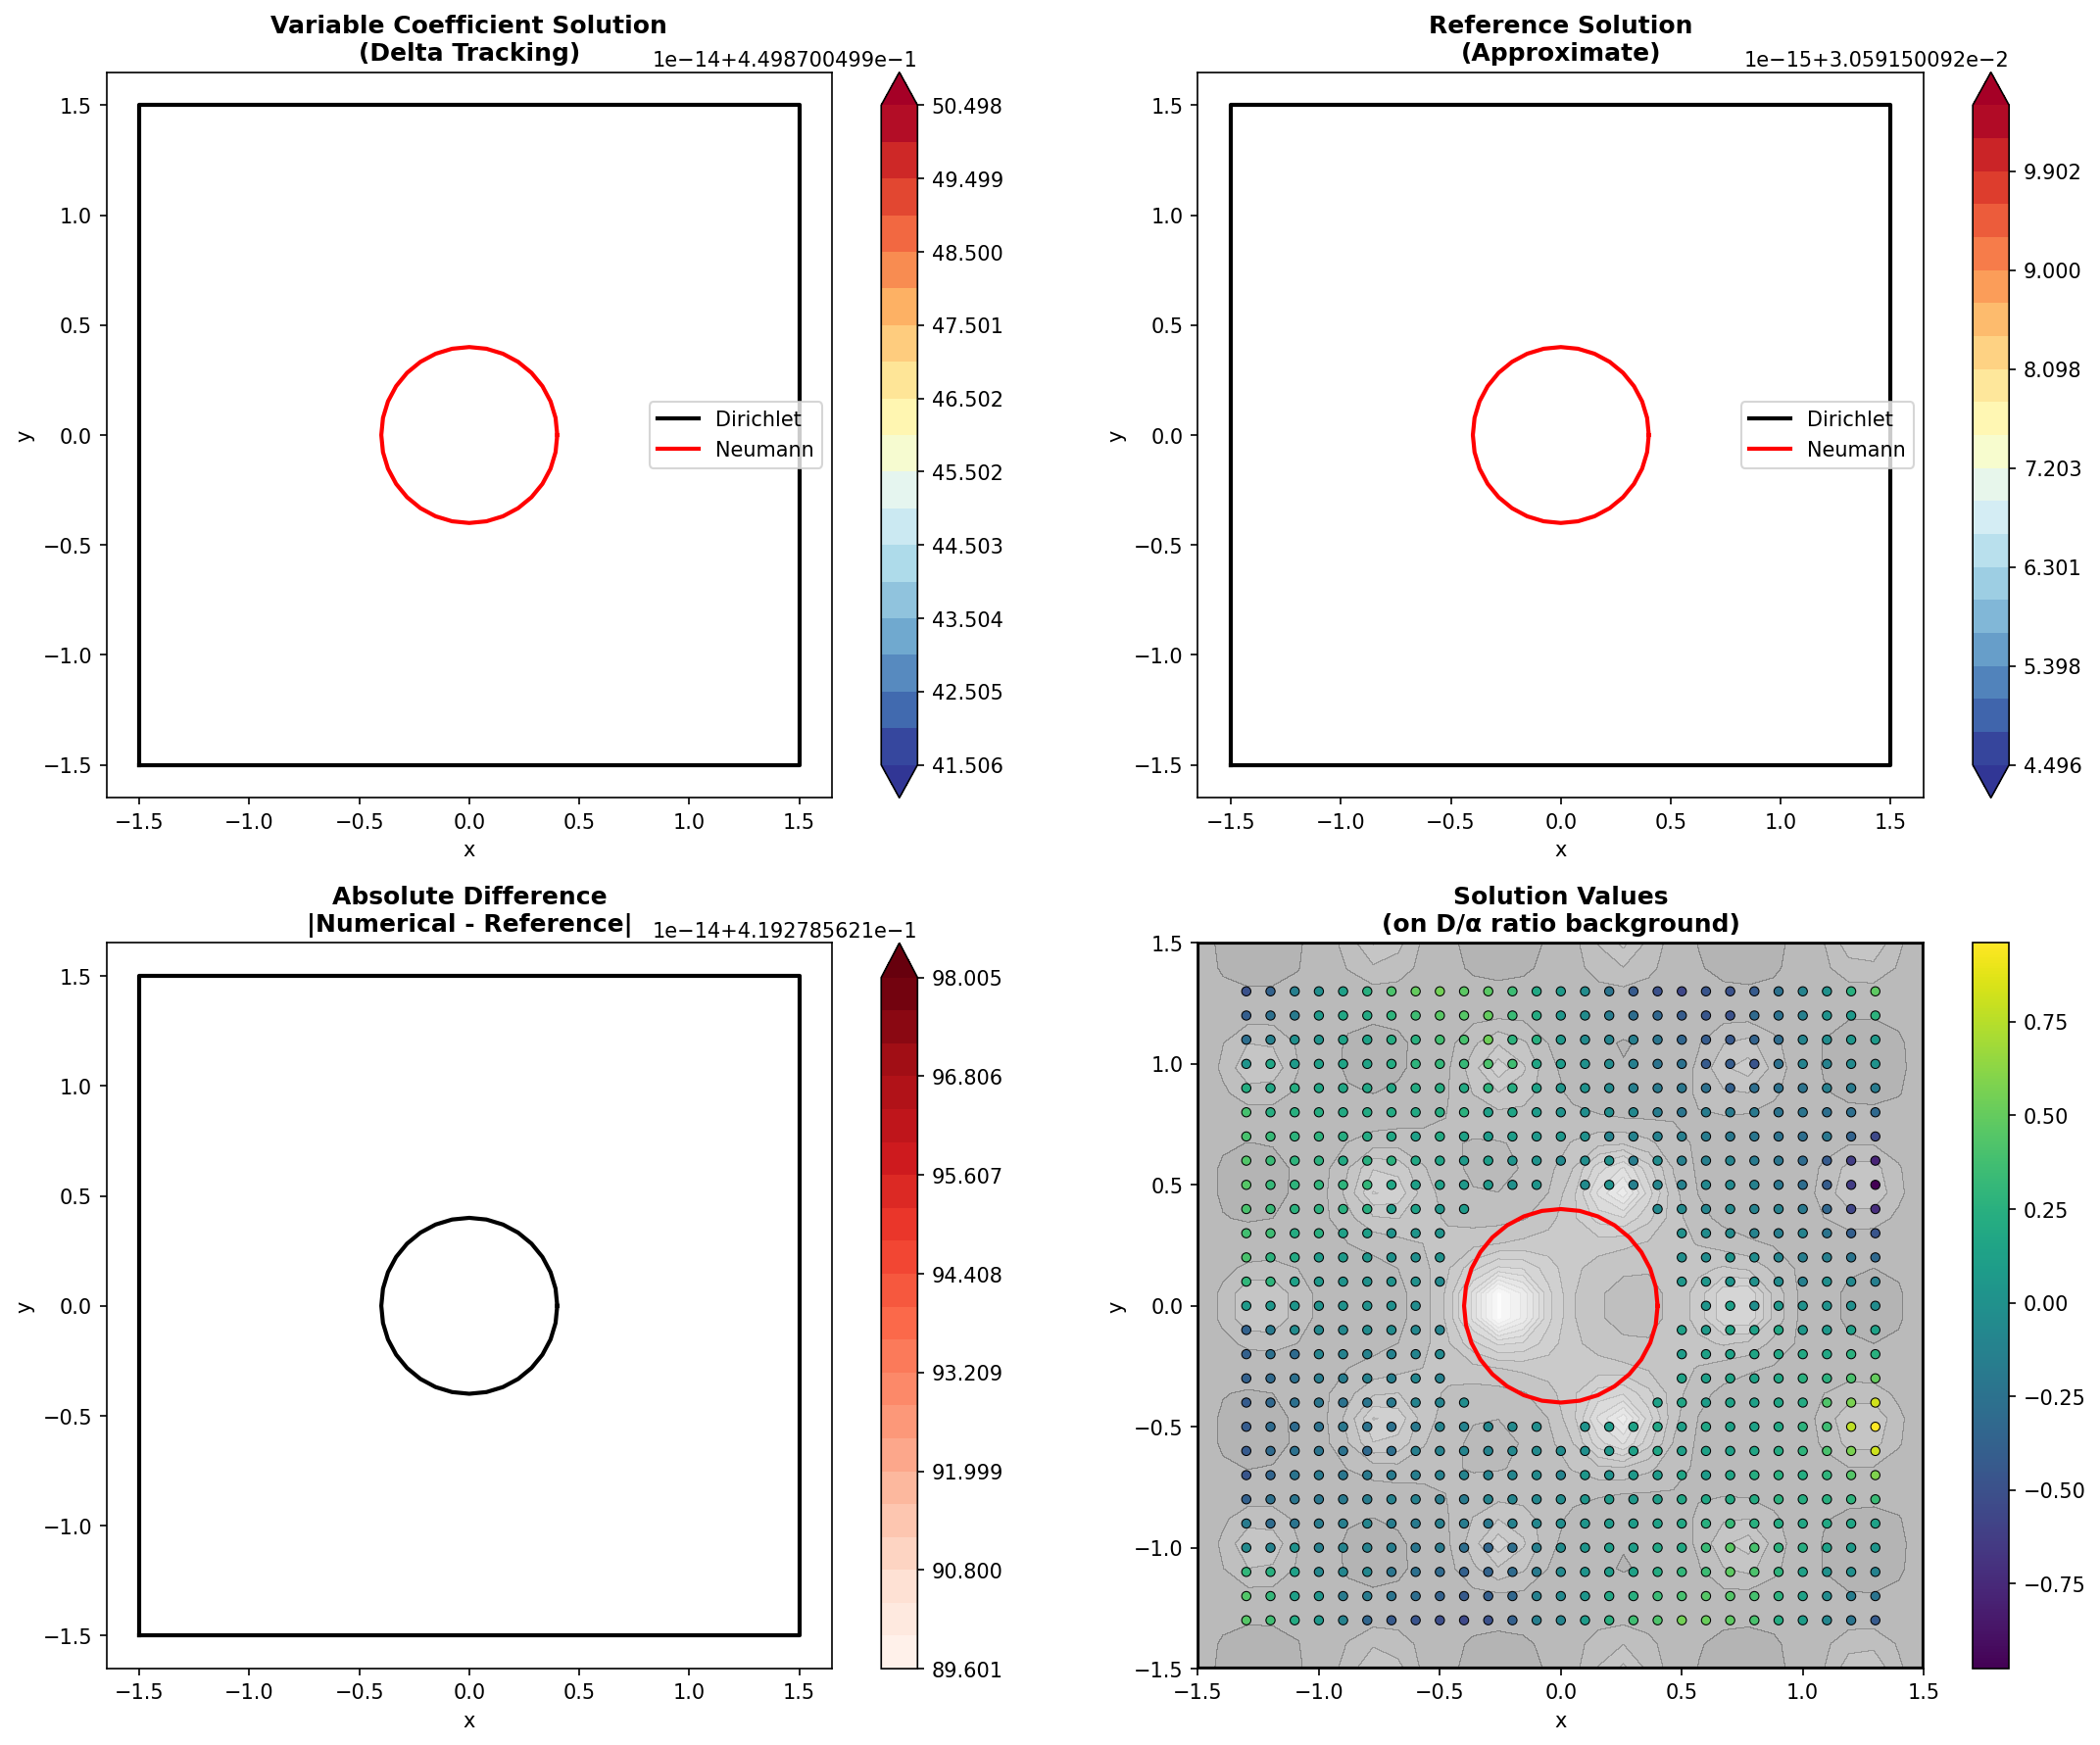 Variable Coefficient Solution
(Delta Tracking)
1e−14+4.498700499e−1
1.5
1.0
0.5
0.0
−0.5
−1.0
−1.5
y
−1.5 −1.0 −0.5 0.0 0.5 1.0 1.5
x
Dirichlet
Neumann
50.498
49.499
48.500
47.501
46.502
45.502
44.503
43.504
42.505
41.506
Reference Solution
(Approximate)
1e−15+3.059150092e−2
1.5
1.0
0.5
0.0
−0.5
−1.0
−1.5
y
−1.5 −1.0 −0.5 0.0 0.5 1.0 1.5
x
Dirichlet
Neumann
9.902
9.000
8.098
7.203
6.301
5.398
4.496
Absolute Difference
|Numerical - Reference|
1e−14+4.192785621e−1
1.5
1.0
0.5
0.0
−0.5
−1.0
−1.5
y
−1.5 −1.0 −0.5 0.0 0.5 1.0 1.5
x
98.005
96.806
95.607
94.408
93.209
91.999
90.800
89.601
Solution Values
(on D/α ratio background)
1.5
1.0
0.5
0.0
−0.5
−1.0
−1.5
y
−1.5 −1.0 −0.5 0.0 0.5 1.0 1.5
x
0.75
0.50
0.25
0.00
−0.25
−0.50
−0.75